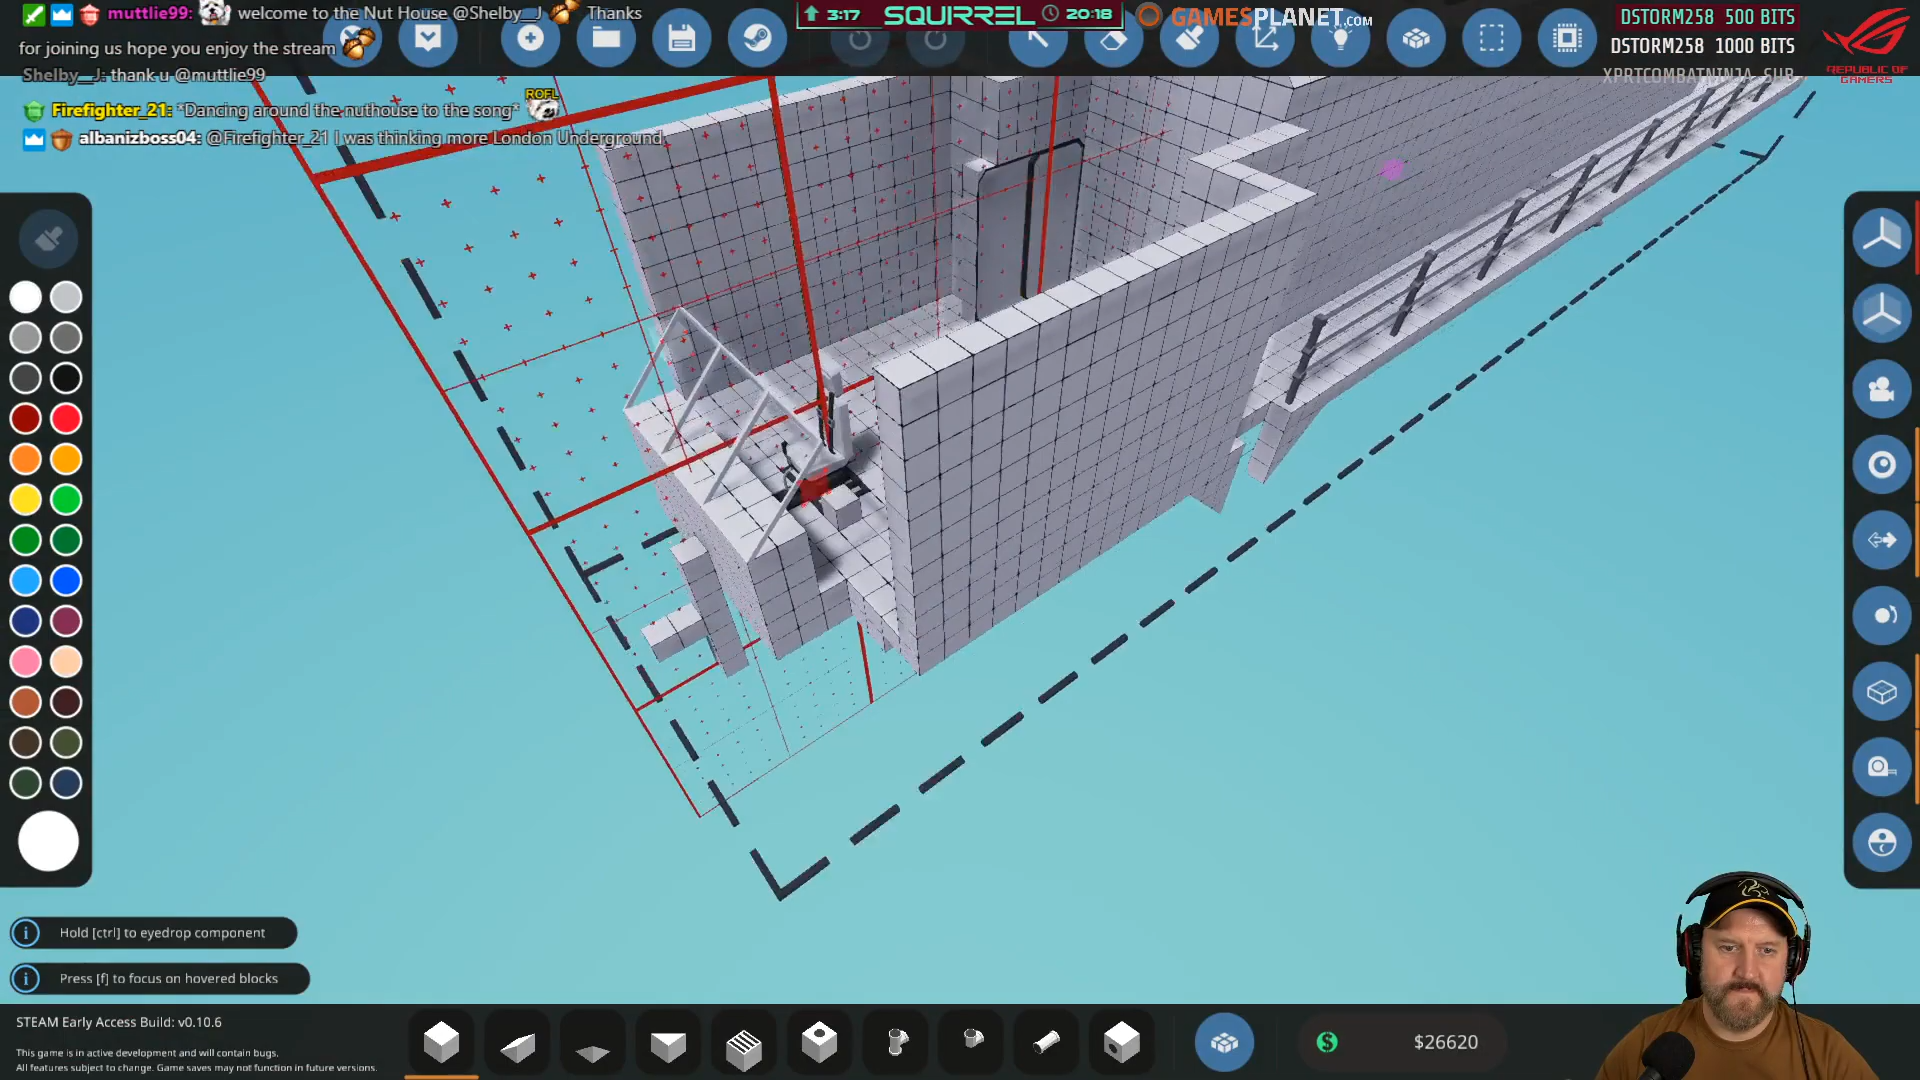 muttlie99: welcome to the Nut House @Shelby__J Thanks
for joining us hope you enjoy the stream
Shelby__J: thank u @muttlie99
Firefighter_21: *Dancing around the nuthouse to the song* ROFL
albanizboss04: @Firefighter_21 I was thinking more London Underground
3:17 SQUIRREL 20:18
GAMESPLANET.COM
DSTORM258 500 BITS
DSTORM258 1000 BITS
XPRTCOMBATNINJA SUB
REPUBLIC OF
GAMERS
Hold [ctrl] to eyedrop component
Press [f] to focus on hovered blocks
STEAM Early Access Build: v0.10.6
This game is in active development and will contain bugs.
All features subject to change. Game saves may not function in future versions.
$ $26620